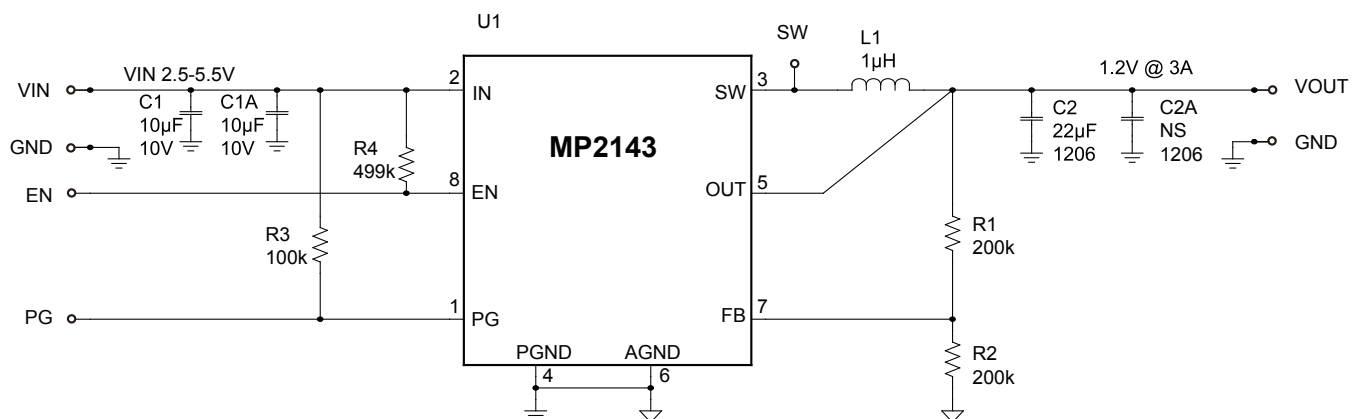 U1
SW
L1
1µH
VIN
VIN 2.5-5.5V
C1
10µF
10V
C1A
10µF
10V
2
IN
SW
3
1.2V @ 3A
VOUT
C2
22µF
1206
C2A
NS
1206
GND
GND
R4
499k
MP2143
EN
8
EN
OUT
5
R3
100k
R1
200k
PG
1
PG
FB
7
PGND
4
AGND
6
R2
200k